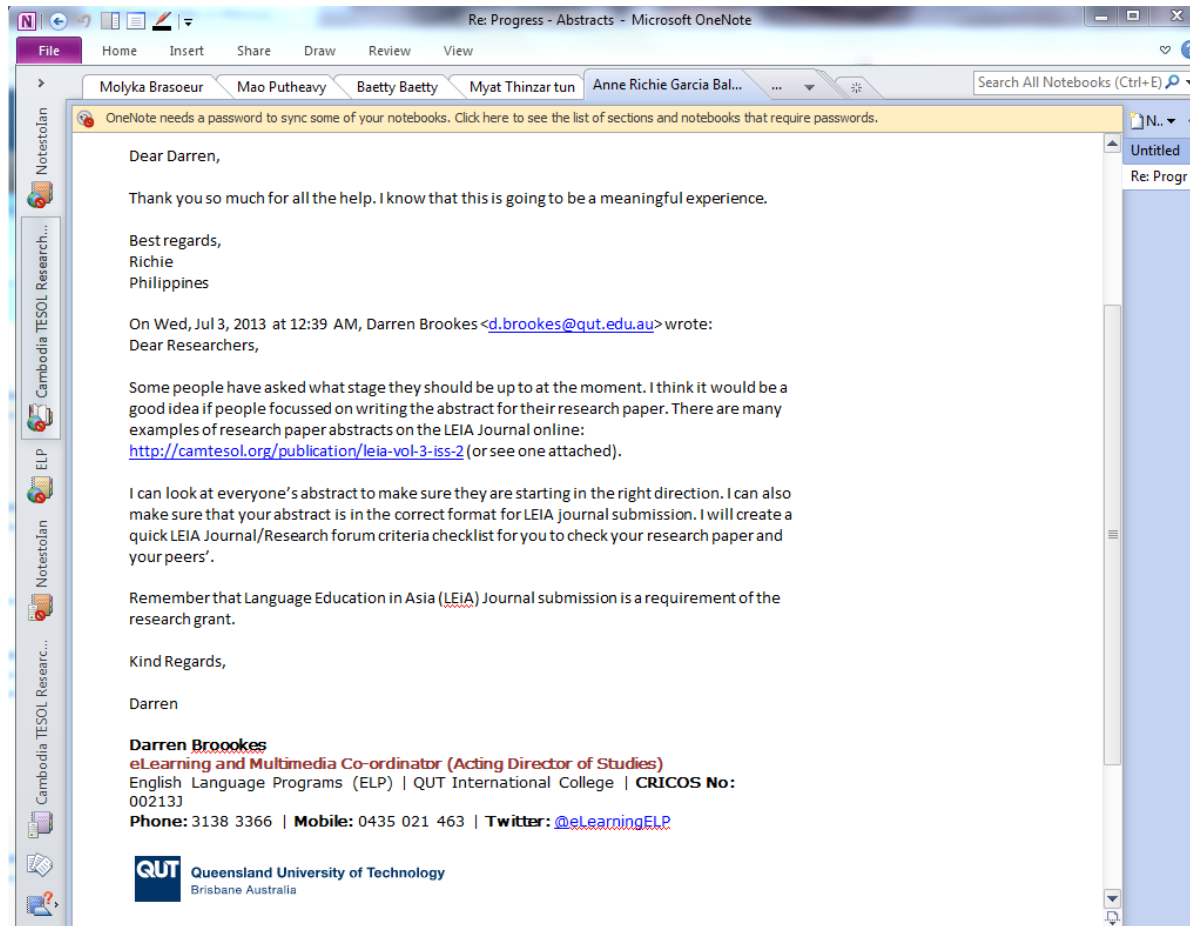 Re: Progress - Abstracts - Microsoft OneNote
File Home Insert Share Draw Review View
Molyka Brasoeur Mao Putheavy Baetty Baetty Myat Thinzar tun Anne Richie Garcia Bal... ... Search All Notebooks (Ctrl+E)
OneNote needs a password to sync some of your notebooks. Click here to see the list of sections and notebooks that require passwords.
N..
Untitled
Re: Progr
NotestoIan
Cambodia TESOL Research...
ELP
NotestoIan
Cambodia TESOL Researc...
Dear Darren,
Thank you so much for all the help. I know that this is going to be a meaningful experience.
Best regards,
Richie
Philippines
On Wed, Jul 3, 2013 at 12:39 AM, Darren Brookes <d.brookes@qut.edu.au> wrote:
Dear Researchers,
Some people have asked what stage they should be up to at the moment. I think it would be a
good idea if people focussed on writing the abstract for their research paper. There are many
examples of research paper abstracts on the LEIA Journal online:
http://camtesol.org/publication/leia-vol-3-iss-2 (or see one attached).
I can look at everyone's abstract to make sure they are starting in the right direction. I can also
make sure that your abstract is in the correct format for LEIA journal submission. I will create a
quick LEIA Journal/Research forum criteria checklist for you to check your research paper and
your peers'.
Remember that Language Education in Asia (LEiA) Journal submission is a requirement of the
research grant.
Kind Regards,
Darren
Darren Broookes
eLearning and Multimedia Co-ordinator (Acting Director of Studies)
English Language Programs (ELP) | QUT International College | CRICOS No:
00213J
Phone: 3138 3366 | Mobile: 0435 021 463 | Twitter: @eLearningELP
QUT Queensland University of Technology
Brisbane Australia